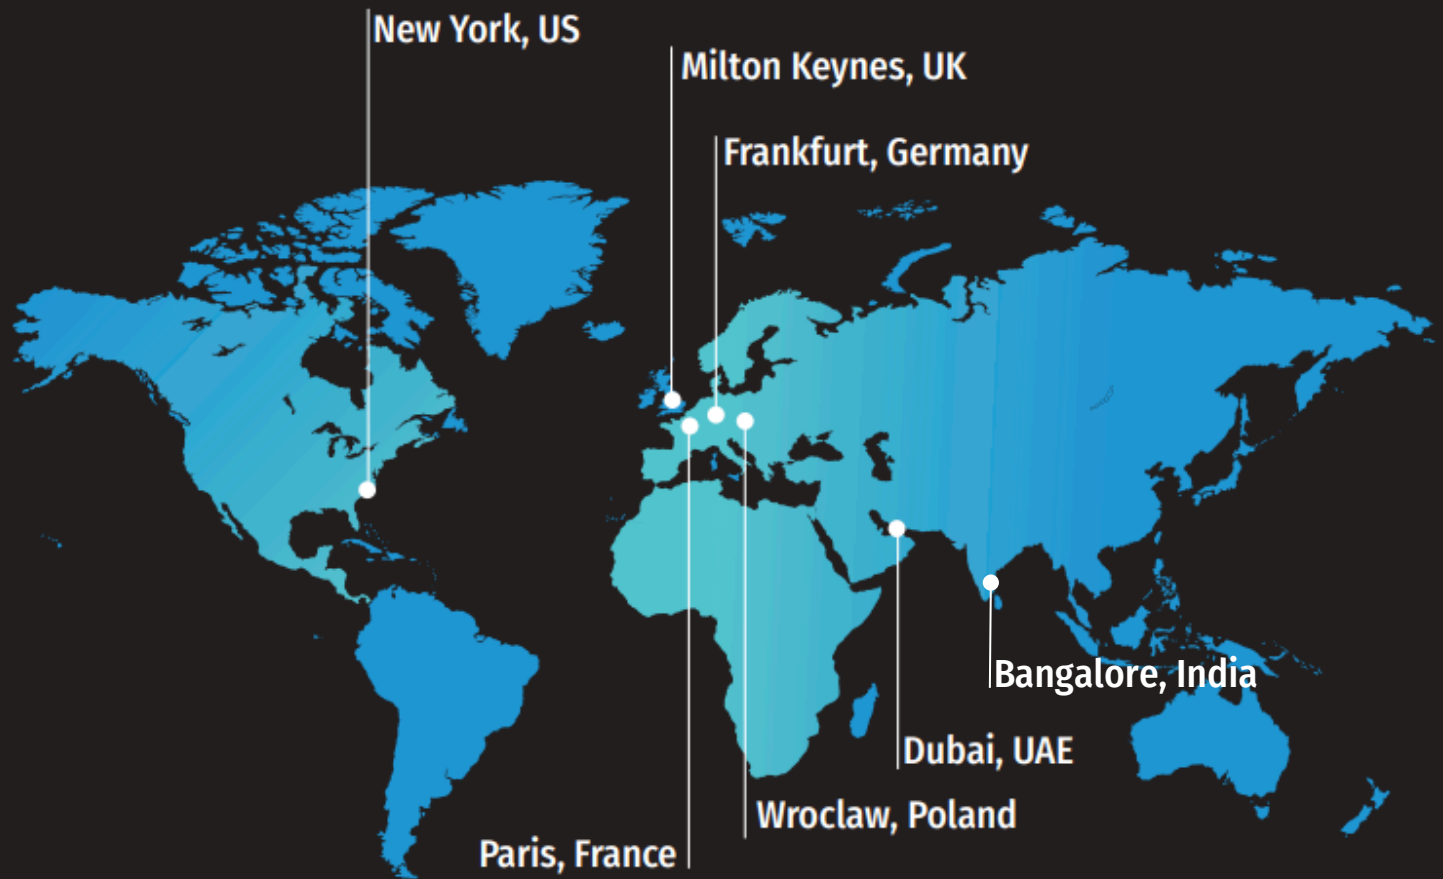 New York, US
Milton Keynes, UK
Frankfurt, Germany
Bangalore, India
Dubai, UAE
Wroclaw, Poland
Paris, France